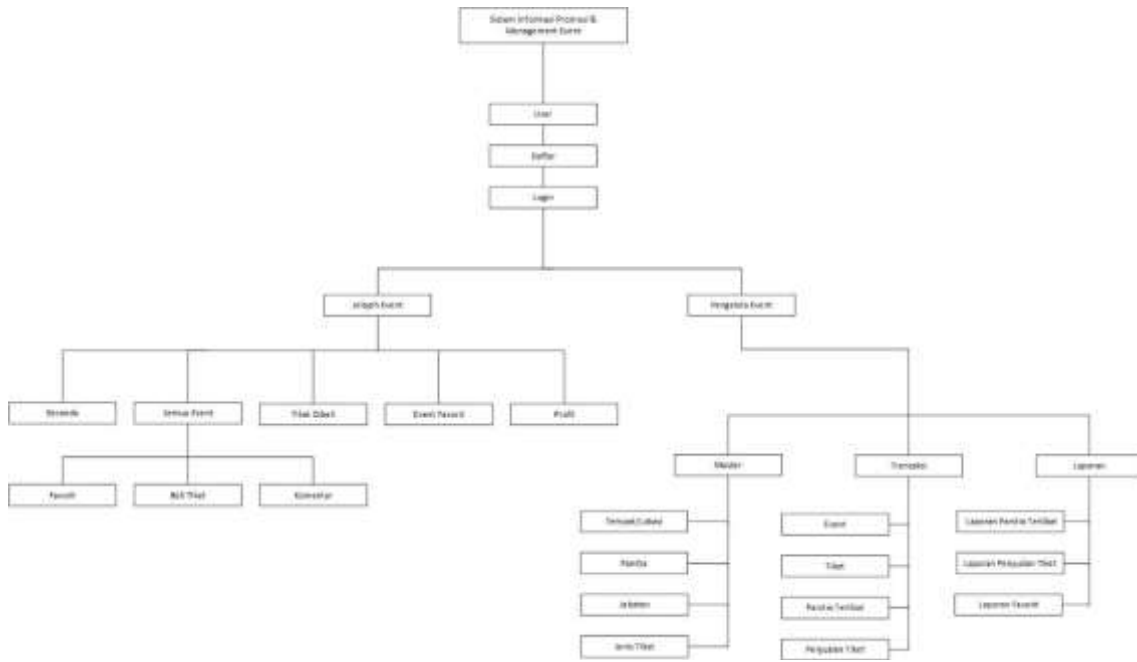 Sistem Informasi Promosi &
Management Event
User
Daftar
Login
Jelajah Event
Pengelola Event
Beranda
Semua Event
Tiket Dibeli
Event Favorit
Profil
Favorit
Beli Tiket
Komentar
Master
Transaksi
Laporan
Tempat/Lokasi
Panitia
Jabatan
Jenis Tiket
Event
Tiket
Panitia Terlibat
Penjualan Tiket
Laporan Panitia Terlibat
Laporan Penjualan Tiket
Laporan Favorit